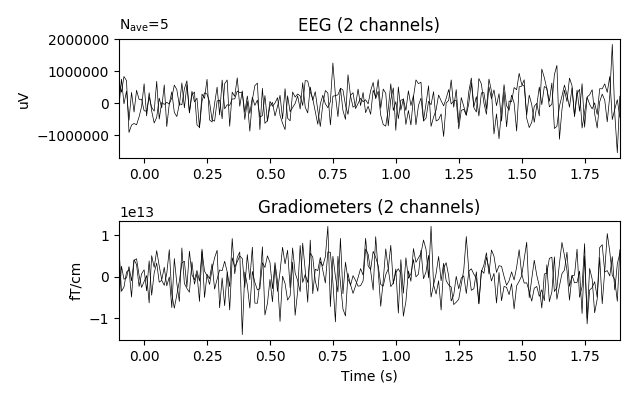 N_ave=5
EEG (2 channels)
2000000
1000000
0
−1000000
uV
0.00 0.25 0.50 0.75 1.00 1.25 1.50 1.75
1e13
Gradiometers (2 channels)
1
0
−1
fT/cm
0.00 0.25 0.50 0.75 1.00 1.25 1.50 1.75
Time (s)